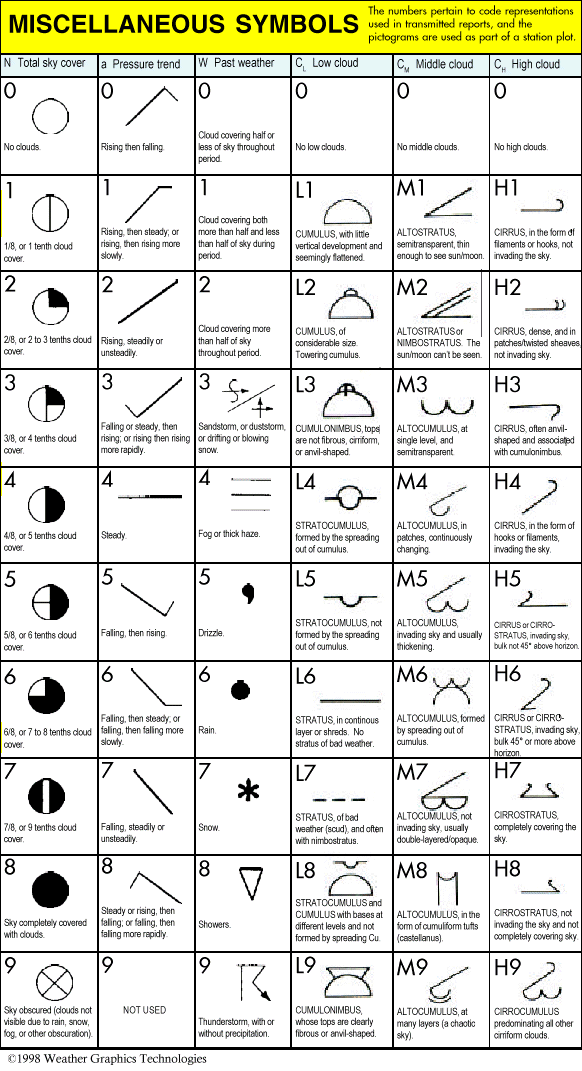 MISCELLANEOUS SYMBOLS
The numbers pertain to code representations
used in transmitted reports, and the
pictograms are used as part of a station plot.
N Total sky cover
a Pressure trend
W Past weather
CL Low cloud
CM Middle cloud
CH High cloud
0
No clouds.
0
Rising then falling.
0
Cloud covering half or
less of sky throughout
period.
0
No low clouds.
0
No middle clouds.
0
No high clouds.
1
1/8, or 1 tenth cloud
cover.
1
Rising, then steady; or
rising, then rising more
slowly.
1
Cloud covering both
more than half and less
than half of sky during
period.
L1
CUMULUS, with little
vertical development and
seemingly flattened.
M1
ALTOSTRATUS,
semitransparent, thin
enough to see sun/moon.
H1
CIRRUS, in the form of
filaments or hooks, not
invading the sky.
2
2/8, or 2 to 3 tenths cloud
cover.
2
Rising, steadily or
unsteadily.
2
Cloud covering more
than half of sky
throughout period.
L2
CUMULUS, of
considerable size.
Towering cumulus.
M2
ALTOSTRATUS or
NIMBOSTRATUS. The
sun/moon can't be seen.
H2
CIRRUS, dense, and in
patches/twisted sheaves,
not invading sky.
3
3/8, or 4 tenths cloud
cover.
3
Falling or steady, then
rising; or rising then rising
more rapidly.
3
Sandstorm, or duststorm,
or drifting or blowing
snow.
L3
CUMULONIMBUS, tops
are not fibrous, cirriform,
or anvil-shaped.
M3
ALTOCUMULUS, at
single level, and
semitransparent.
H3
CIRRUS, often anvil-
shaped and associated
with cumulonimbus.
4
4/8, or 5 tenths cloud
cover.
4
Steady.
4
Fog or thick haze.
L4
STRATOCUMULUS,
formed by the spreading
out of cumulus.
M4
ALTOCUMULUS, in
patches, continuously
changing.
H4
CIRRUS, in the form of
hooks or filaments,
invading the sky.
5
5/8, or 6 tenths cloud
cover.
5
Falling, then rising.
5
Drizzle.
L5
STRATOCUMULUS, not
formed by the spreading
out of cumulus.
M5
ALTOCUMULUS,
invading sky and usually
thickening.
H5
CIRRUS or CIRRO-
STRATUS, invading sky,
bulk not 45° above horizon.
6
6/8, or 7 to 8 tenths cloud
cover.
6
Falling, then steady; or
falling, then falling more
slowly.
6
Rain.
L6
STRATUS, in continous
layer or shreds. No
stratus of bad weather.
M6
ALTOCUMULUS, formed
by spreading out of
cumulus.
H6
CIRRUS or CIRRO-
STRATUS, invading sky,
bulk 45° or more above
horizon.
7
7/8, or 9 tenths cloud
cover.
7
Falling, steadily or
unsteadily.
7
Snow.
L7
STRATUS, of bad
weather (scud), and often
with nimbostratus.
M7
ALTOCUMULUS, not
invading sky, usually
double-layered/opaque.
H7
CIRROSTRATUS,
completely covering the
sky.
8
Sky completely covered
with clouds.
8
Steady or rising, then
falling; or falling, then
falling more rapidly.
8
Showers.
L8
STRATOCUMULUS and
CUMULUS with bases at
different levels and not
formed by spreading Cu.
M8
ALTOCUMULUS, in the
form of cumuliform tufts
(castellanus).
H8
CIRROSTRATUS, not
invading the sky and not
completely covering sky.
9
Sky obscured (clouds not
visible due to rain, snow,
fog, or other obscuration).
9
NOT USED
9
Thunderstorm, with or
without precipitation.
L9
CUMULONIMBUS,
whose tops are clearly
fibrous or anvil-shaped.
M9
ALTOCUMULUS, at
many layers (a chaotic
sky).
H9
CIRROCUMULUS
predominating all other
cirriform clouds.
©1998 Weather Graphics Technologies